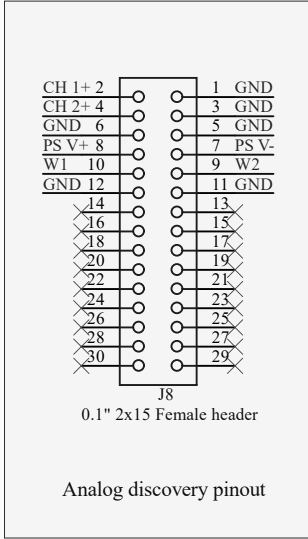 CH 1+ 2 1 GND
CH 2+ 4 3 GND
GND 6 5 GND
PS V+ 8 7 PS V-
W1 10 9 W2
GND 12 11 GND
14 13
16 15
18 17
20 19
22 21
24 23
26 25
28 27
30 29
J8
0.1" 2x15 Female header
Analog discovery pinout